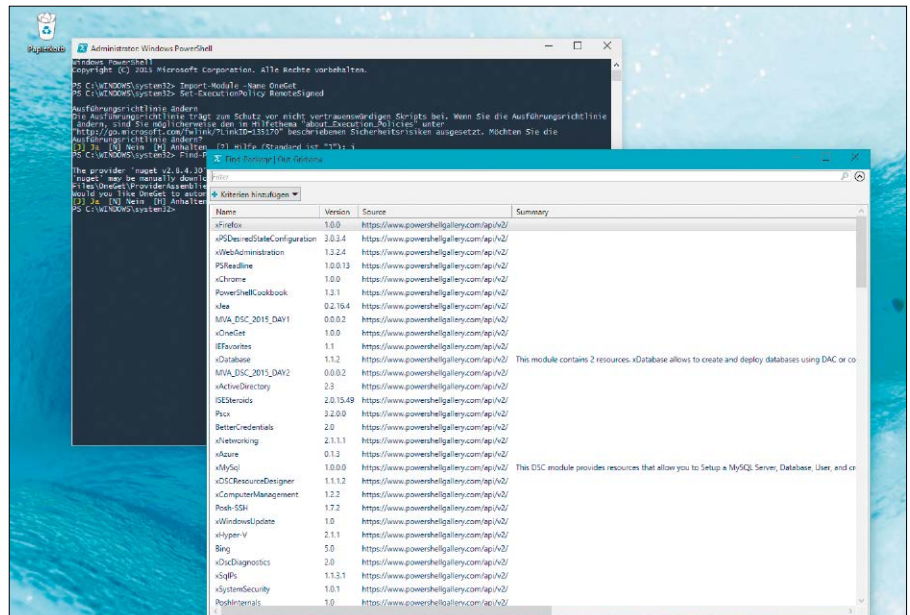 Papierkorb
Administrator: Windows PowerShell
Windows PowerShell
Copyright (C) 2015 Microsoft Corporation. Alle Rechte vorbehalten.
PS C:\WINDOWS\system32> Import-Module -Name OneGet
PS C:\WINDOWS\system32> Set-ExecutionPolicy RemoteSigned
Ausführungsrichtlinie ändern
Die Ausführungsrichtlinie trägt zum Schutz vor nicht vertrauenswürdigen Skripts bei. Wenn Sie die Ausführungsrichtlinie
ändern, sind Sie möglicherweise den im Hilfethema "about_Execution_Policies" unter
"http://go.microsoft.com/fwlink/?LinkID=135170" beschriebenen Sicherheitsrisiken ausgesetzt. Möchten Sie die
Ausführungsrichtlinie ändern?
[J] Ja [N] Nein [H] Anhalten [?] Hilfe (Standard ist "J"): j
PS C:\WINDOWS\system32> Find-P
The provider 'nuget v2.8.4.30'
'nuget' may be manually downlo
Files\OneGet\ProviderAssemblie
Would you like OneGet to autom
[J] Ja [N] Nein [H] Anhalten
PS C:\WINDOWS\system32>
Find-Package | Out-Gridview
Filter
Kriterien hinzufügen
Name Version Source Summary
xFirefox 1.0.0 https://www.powershellgallery.com/api/v2/
xPSDesiredStateConfiguration 3.0.3.4 https://www.powershellgallery.com/api/v2/
xWebAdministration 1.3.2.4 https://www.powershellgallery.com/api/v2/
PSReadline 1.0.0.13 https://www.powershellgallery.com/api/v2/
xChrome 1.0.0 https://www.powershellgallery.com/api/v2/
PowerShellCookbook 1.3.1 https://www.powershellgallery.com/api/v2/
xJea 0.2.16.4 https://www.powershellgallery.com/api/v2/
MVA_DSC_2015_DAY1 0.0.0.2 https://www.powershellgallery.com/api/v2/
xOneGet 1.0.0 https://www.powershellgallery.com/api/v2/
IEFavorites 1.1 https://www.powershellgallery.com/api/v2/
xDatabase 1.1.2 https://www.powershellgallery.com/api/v2/ This module contains 2 resources. xDatabase allows to create and deploy databases using DAC or co
MVA_DSC_2015_DAY2 0.0.0.2 https://www.powershellgallery.com/api/v2/
xActiveDirectory 2.3 https://www.powershellgallery.com/api/v2/
ISESteroids 2.0.15.49 https://www.powershellgallery.com/api/v2/
Pscx 3.2.0.0 https://www.powershellgallery.com/api/v2/
BetterCredentials 2.0 https://www.powershellgallery.com/api/v2/
xNetworking 2.1.1.1 https://www.powershellgallery.com/api/v2/
xAzure 0.1.3 https://www.powershellgallery.com/api/v2/
xMySql 1.0.0.0 https://www.powershellgallery.com/api/v2/ This DSC module provides resources that allow you to Setup a MySQL Server, Database, User, and cr
xDSCResourceDesigner 1.1.1.2 https://www.powershellgallery.com/api/v2/
xComputerManagement 1.2.2 https://www.powershellgallery.com/api/v2/
Posh-SSH 1.7.2 https://www.powershellgallery.com/api/v2/
xWindowsUpdate 1.0 https://www.powershellgallery.com/api/v2/
xHyper-V 2.1.1 https://www.powershellgallery.com/api/v2/
Bing 5.0 https://www.powershellgallery.com/api/v2/
xDscDiagnostics 2.0 https://www.powershellgallery.com/api/v2/
xSqlPs 1.1.3.1 https://www.powershellgallery.com/api/v2/
xSystemSecurity 1.0.1 https://www.powershellgallery.com/api/v2/
PoshInternals 1.0 https://www.powershellgallery.com/api/v2/